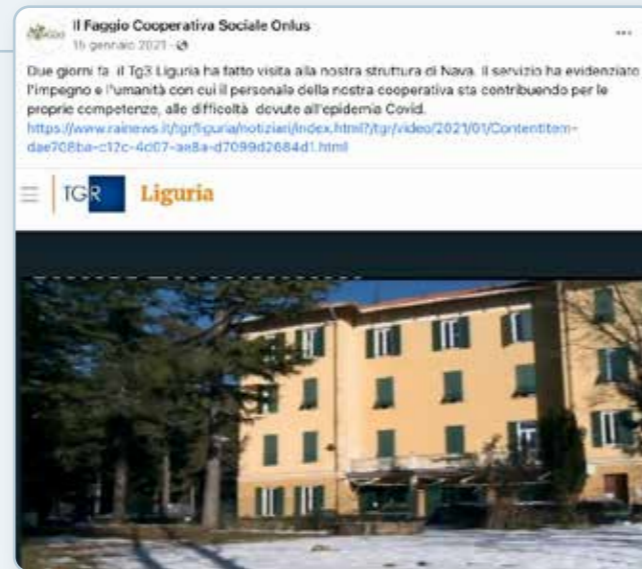 Il Faggio Cooperativa Sociale Onlus
15 gennaio 2021
Due giorni fa il Tg3 Liguria ha fatto visita alla nostra struttura di Nava. Il servizio ha evidenziato
l'impegno e l'umanità con cui il personale della nostra cooperativa sta contribuendo per le
proprie competenze, alle difficoltà dovute all'epidemia Covid.
https://www.rainews.it/tgr/liguria/notiziari/index.html?/tgr/video/2021/01/ContentItem-
dae708ba-c12c-4d07-ae8a-d7099d2684d1.html
TGR Liguria